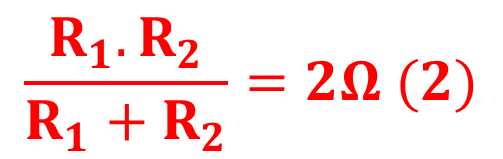 R₁ . R₂
R₁ + R₂ = 2Ω (2)